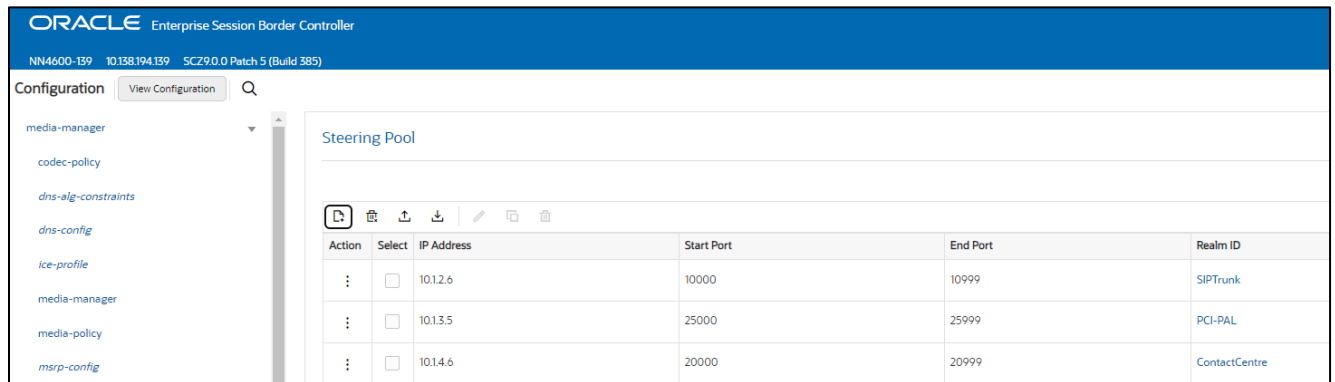 ORACLE Enterprise Session Border Controller
NN4600-139 10.138.194.139 SCZ9.0.0 Patch 5 (Build 385)
Configuration View Configuration
media-manager
codec-policy
dns-alg-constraints
dns-config
ice-profile
media-manager
media-policy
msrp-config
Steering Pool
Action Select IP Address Start Port End Port Realm ID
10.1.2.6 10000 10999 SIPTrunk
10.1.3.5 25000 25999 PCI-PAL
10.1.4.6 20000 20999 ContactCentre